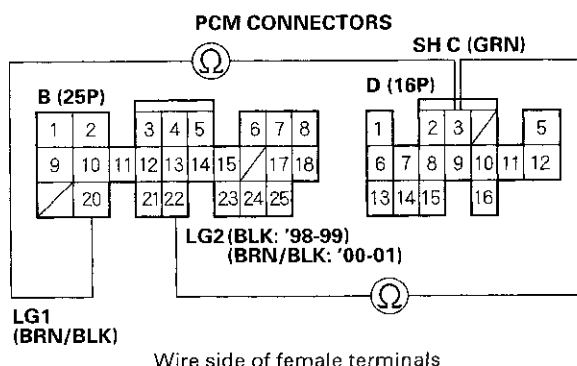 PCM CONNECTORS
Ω
SH C (GRN)
B (25P)
D (16P)
1 2 3 4 5 6 7 8
9 10 11 12 13 14 15 17 18
20 21 22 23 24 25
1 2 3 5
6 7 8 9 10 11 12
13 14 15 16
LG2 (BLK: '98-99)
(BRN/BLK: '00-01)
Ω
LG1
(BRN/BLK)
Wire side of female terminals